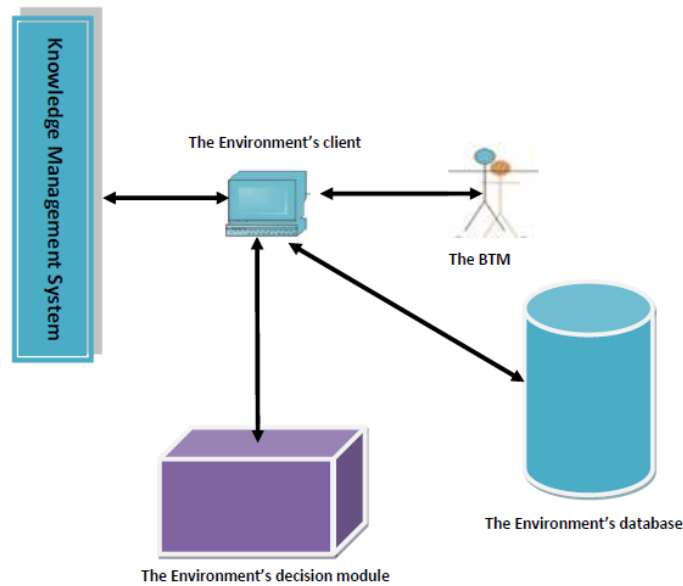 Knowledge Management System
The Environment's client
The BTM
The Environment's database
The Environment's decision module